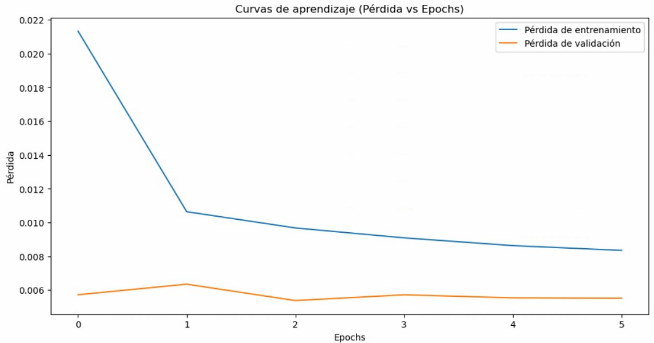 Curvas de aprendizaje (Pérdida vs Epochs)
Pérdida de entrenamiento
Pérdida de validación
0.022
0.020
0.018
0.016
0.014
0.012
0.010
0.008
0.006
Pérdida
0 1 2 3 4 5
Epochs